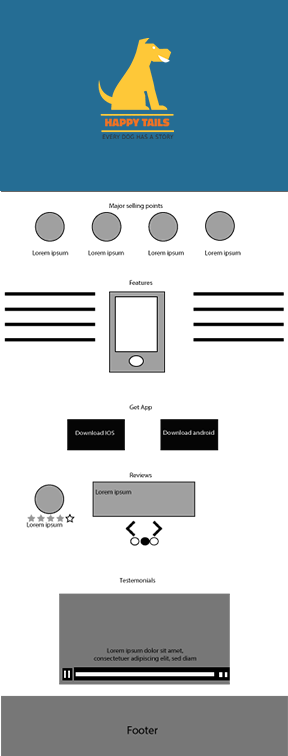 HAPPY TAILS
EVERY DOG HAS A STORY
Major selling points
Lorem ipsum
Lorem ipsum
Lorem ipsum
Lorem ipsum
Features
Get App
Download IOS
Download android
Reviews
Lorem ipsum
Lorem ipsum
Testemonials
Lorem ipsum dolor sit amet,
consectetuer adipiscing elit, sed diam
Footer